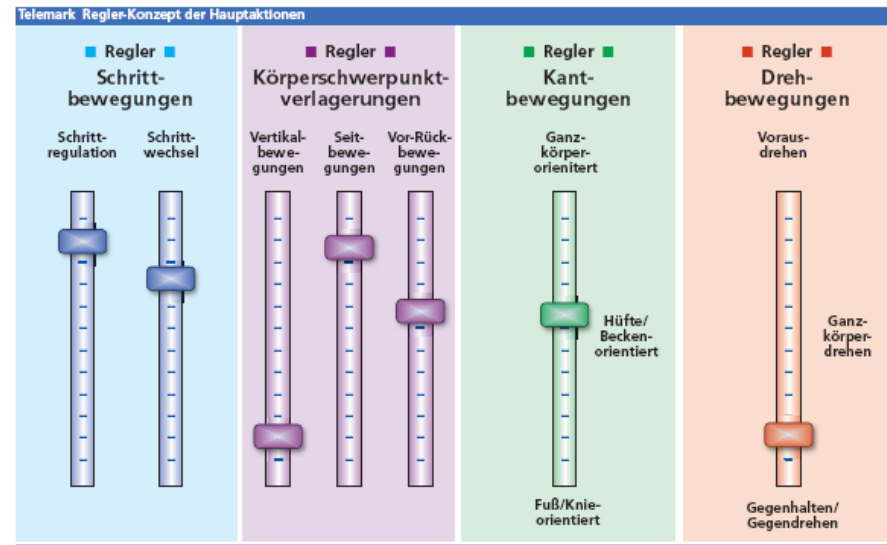 Telemark Regler-Konzept der Hauptaktionen
Regler
Schritt-
bewegungen
Schritt-
regulation
Schritt-
wechsel
Regler
Körperschwerpunkt-
verlagerungen
Vertikal-
bewe-
gungen
Seit-
bewe-
gungen
Vor-Rück-
bewe-
gungen
Regler
Kant-
bewegungen
Ganz-
körper-
orienitert
Hüfte/
Becken-
orientiert
Fuß/Knie-
orientiert
Regler
Dreh-
bewegungen
Voraus-
drehen
Ganz-
körper-
drehen
Gegenhalten/
Gegendrehen